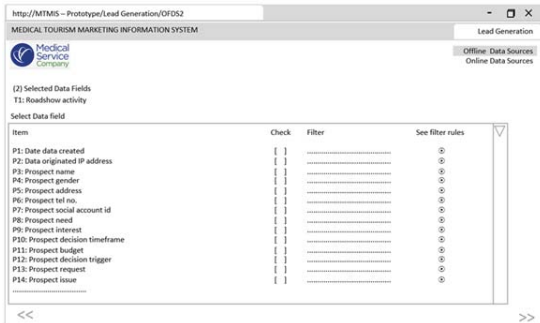 http://MTMIS – Prototype/Lead Generation/OFDS2
MEDICAL TOURISM MARKETING INFORMATION SYSTEM
Lead Generation
Medical
Service
Company
Offline Data Sources
Online Data Sources
(2) Selected Data Fields
T1: Roadshow activity
Select Data field
Item Check Filter See filter rules
P1: Date data created [ ] ................................
P2: Data originated IP address [ ] ................................
P3: Prospect name [ ] ................................
P4: Prospect gender [ ] ................................
P5: Prospect address [ ] ................................
P6: Prospect tel no. [ ] ................................
P7: Prospect social account id [ ] ................................
P8: Prospect need [ ] ................................
P9: Prospect interest [ ] ................................
P10: Prospect decision timeframe [ ] ................................
P11: Prospect budget [ ] ................................
P12: Prospect decision trigger [ ] ................................
P13: Prospect request [ ] ................................
P14: Prospect issue [ ] ................................
................................
<< >>